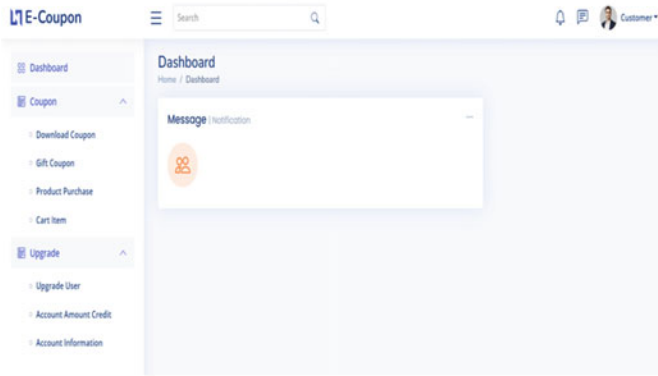 E-Coupon
Search
Customer
Dashboard
Coupon
Download Coupon
Gift Coupon
Product Purchase
Cart Item
Upgrade
Upgrade User
Account Amount Credit
Account Information
Dashboard
Home / Dashboard
Message | Notification